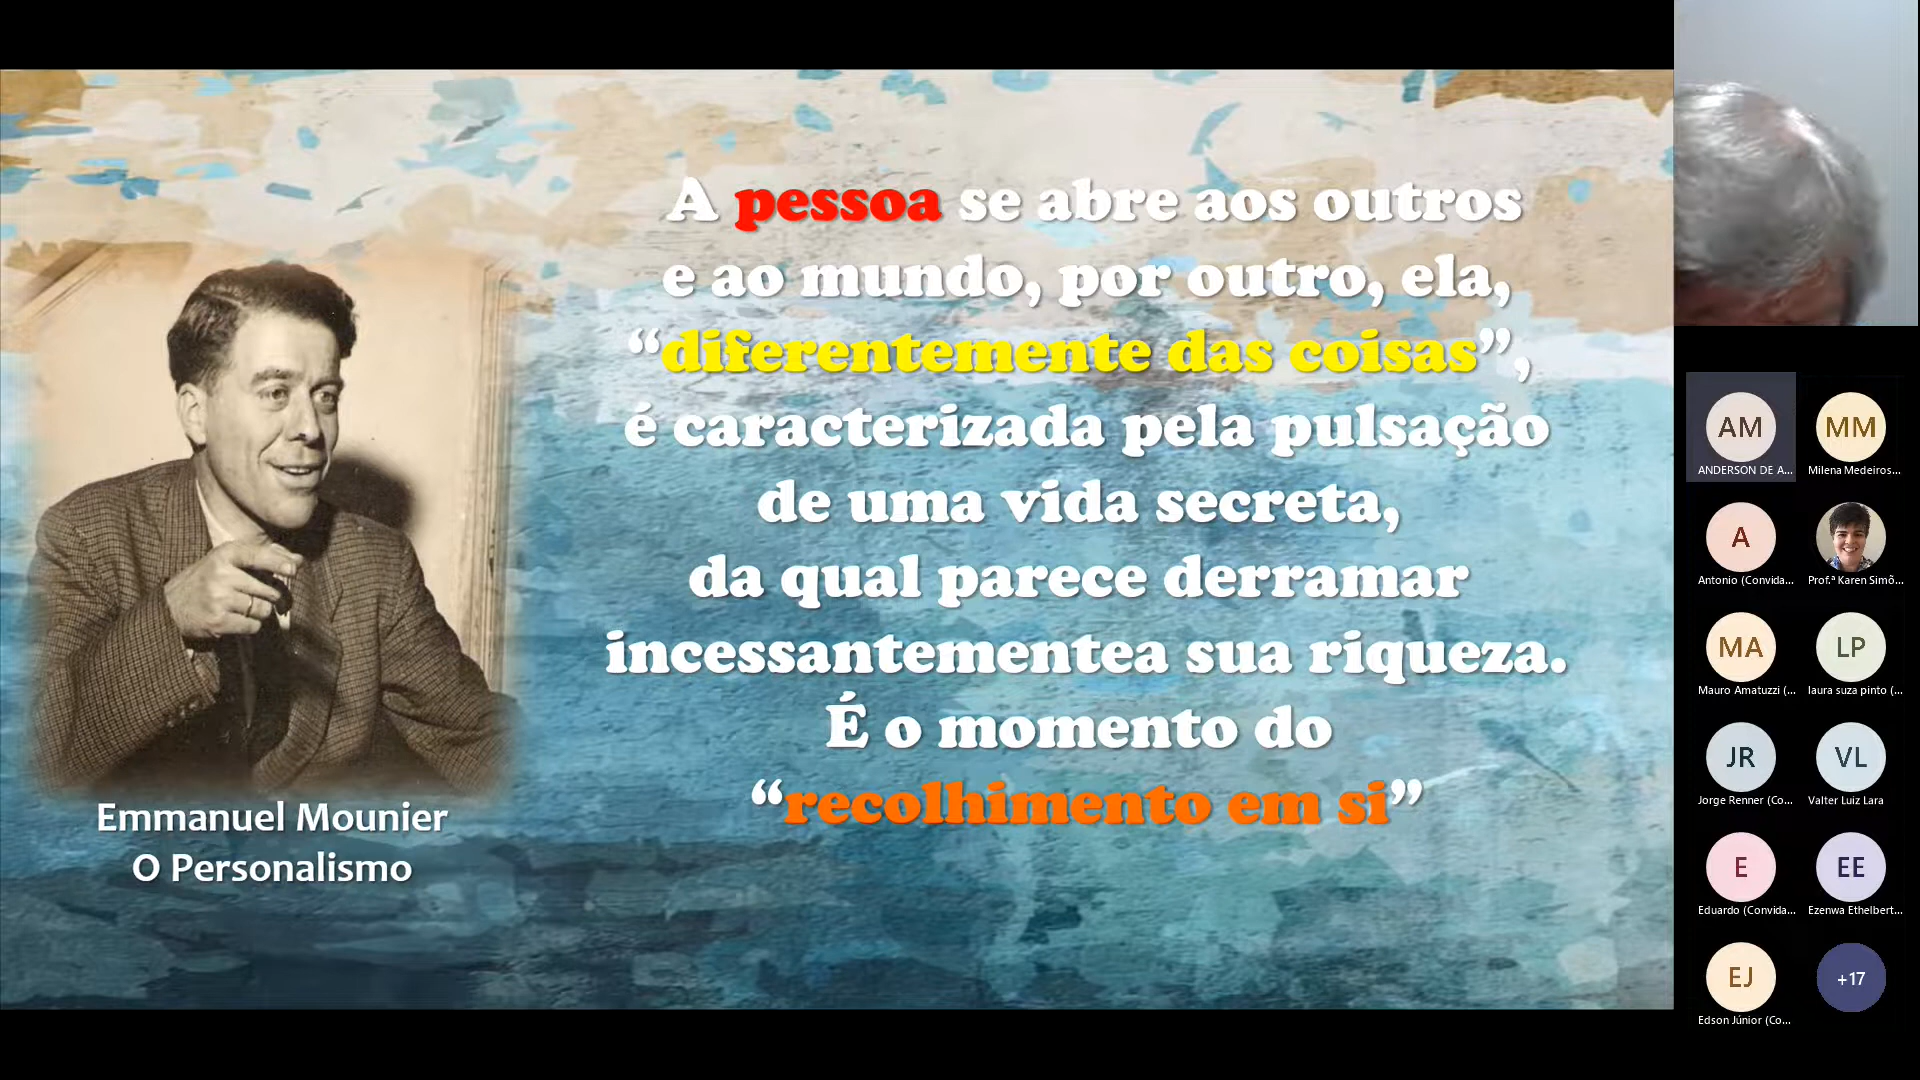 A pessoa se abre aos outros
e ao mundo, por outro, ela,
“diferentemente das coisas”,
é caracterizada pela pulsação
de uma vida secreta,
da qual parece derramar
incessantementea sua riqueza.
É o momento do
“recolhimento em si”
Emmanuel Mounier
O Personalismo
AM
ANDERSON DE A...
MM
Milena Medeiros...
A
Antonio (Convida...
Prof.ª Karen Simõ...
MA
Mauro Amatuzzi (...
LP
laura suza pinto (...
JR
Jorge Renner (Co...
VL
Valter Luiz Lara
E
Eduardo (Convida...
EE
Ezenwa Ethelbert...
EJ
Edson Júnior (Co...
+17